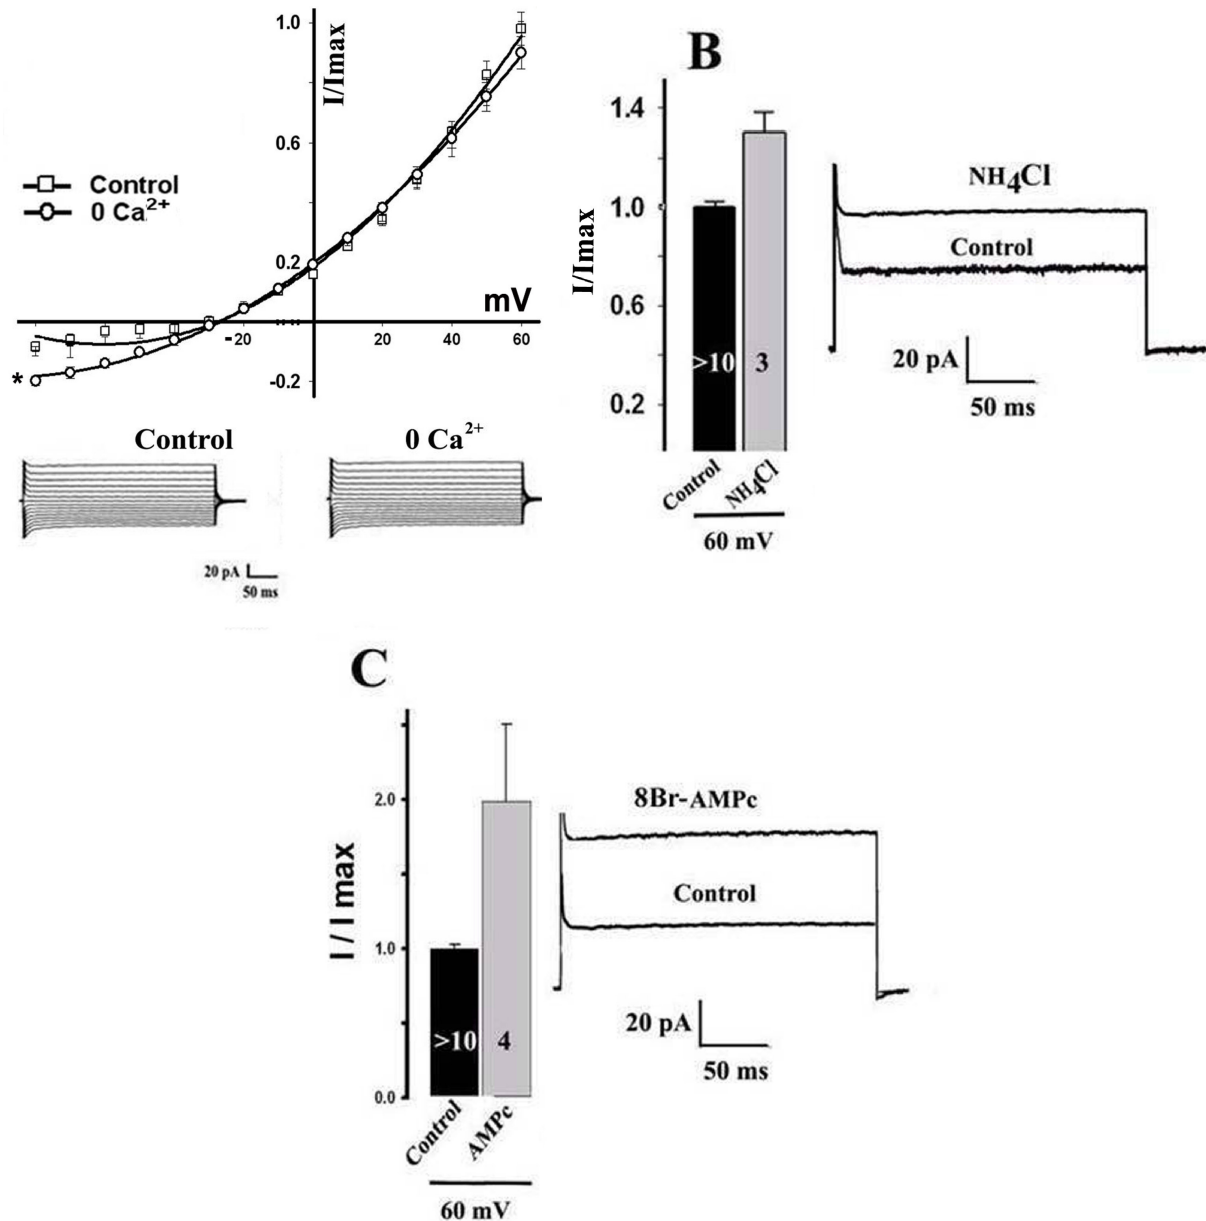 1.0
I/Imax
0.6
Control
0 Ca2+
0.2
mV
-20
20
40
60
-0.2
*
Control
0 Ca2+
20 pA
50 ms
B
1.4
1.0
I/Imax
0.6
0.2
>10
3
Control
NH4Cl
60 mV
NH4Cl
Control
20 pA
50 ms
C
2.0
I / I max
1.0
0.0
>10
4
Control
AMPc
60 mV
8Br-AMPc
Control
20 pA
50 ms